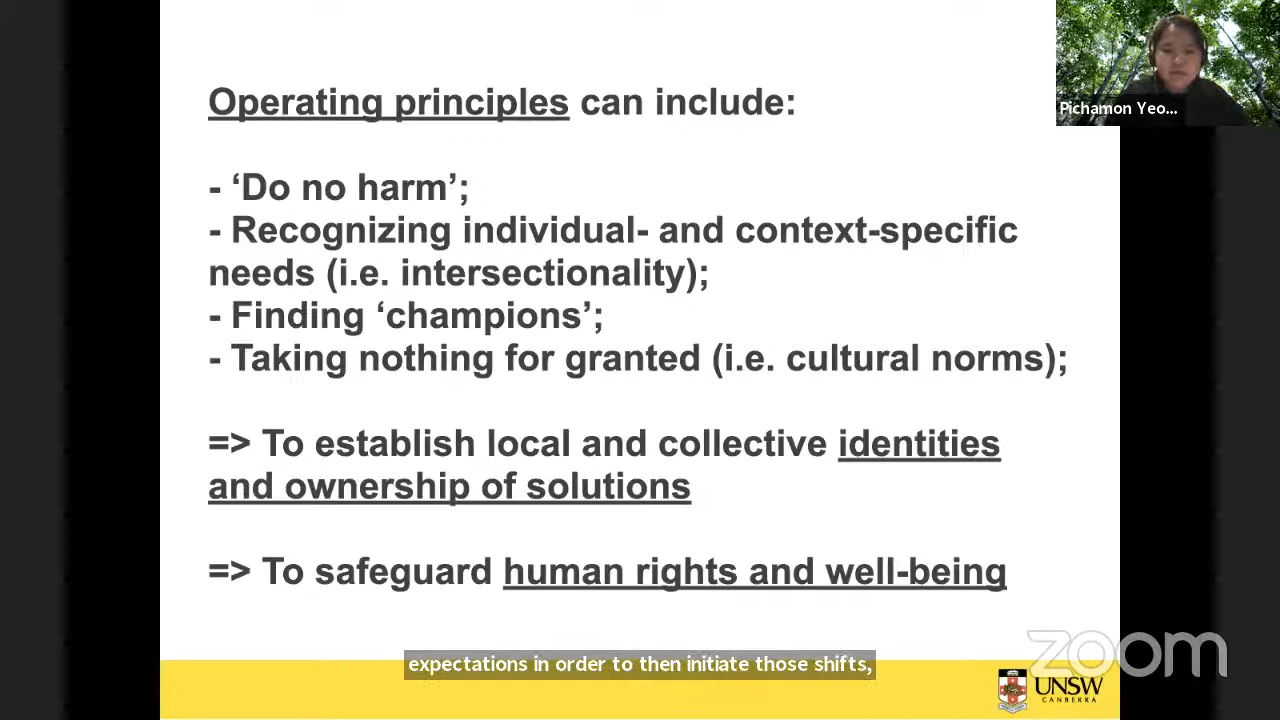 Operating principles can include:
Pichamon Yeo...
- ‘Do no harm’;
- Recognizing individual- and context-specific
needs (i.e. intersectionality);
- Finding ‘champions’;
- Taking nothing for granted (i.e. cultural norms);
=> To establish local and collective identities
and ownership of solutions
=> To safeguard human rights and well-being
expectations in order to then initiate those shifts,
zoom
UNSW
CANBERRA